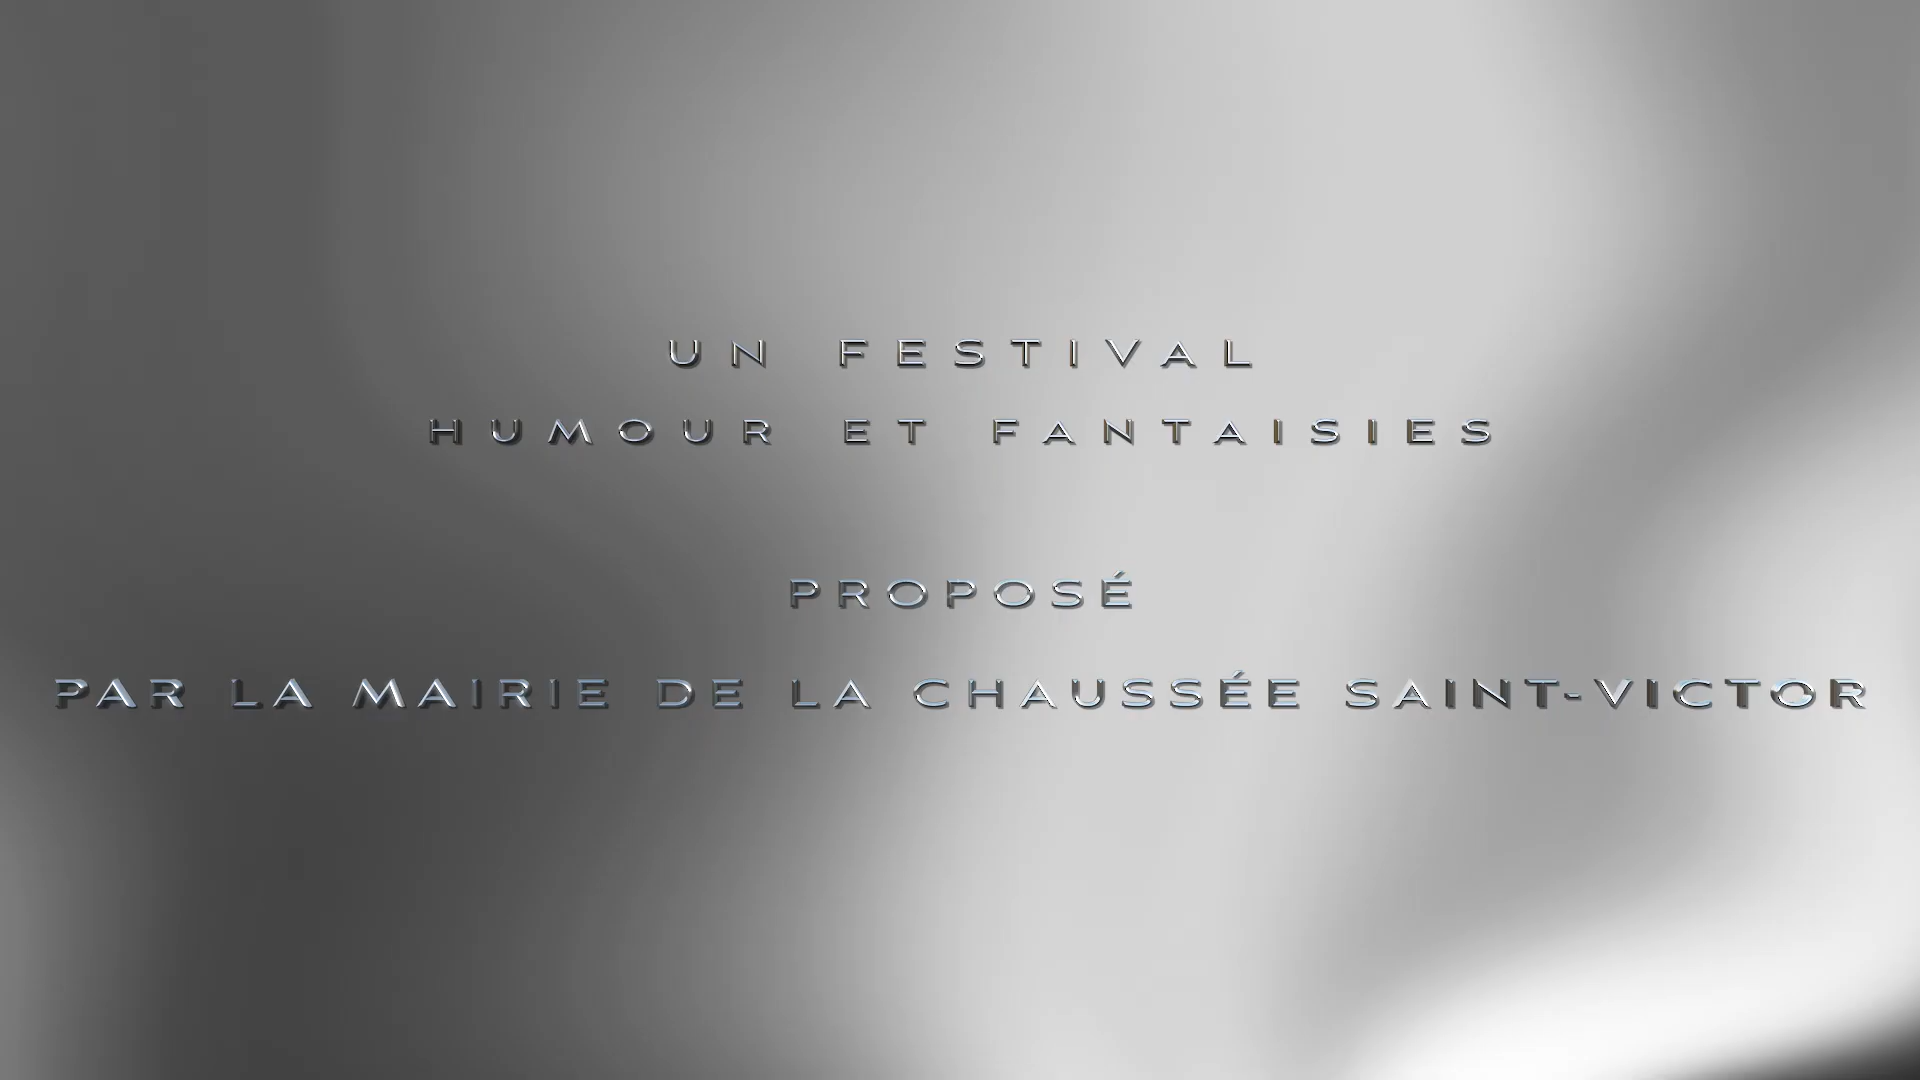 UN FESTIVAL
HUMOUR ET FANTAISIES
PROPOSÉ
PAR LA MAIRIE DE LA CHAUSSÉE SAINT-VICTOR